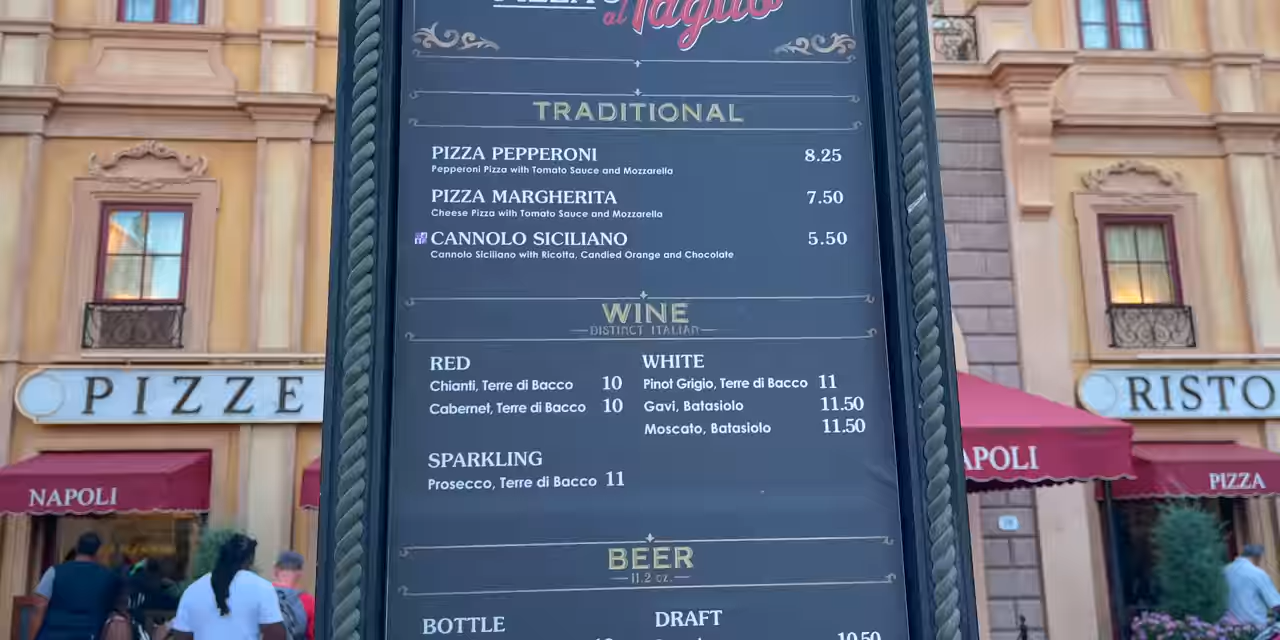 al Taglio
TRADITIONAL
PIZZA PEPPERONI 8.25
Pepperoni Pizza with Tomato Sauce and Mozzarella
PIZZA MARGHERITA 7.50
Cheese Pizza with Tomato Sauce and Mozzarella
CANNOLO SICILIANO 5.50
Cannolo Siciliano with Ricotta, Candied Orange and Chocolate
WINE
DISTINCT ITALIAN
RED
Chianti, Terre di Bacco 10
Cabernet, Terre di Bacco 10
WHITE
Pinot Grigio, Terre di Bacco 11
Gavi, Batasiolo 11.50
Moscato, Batasiolo 11.50
SPARKLING
Prosecco, Terre di Bacco 11
BEER
11.2 oz.
BOTTLE
DRAFT
10.50
PIZZE
NAPOLI
RISTO
APOLI
PIZZA